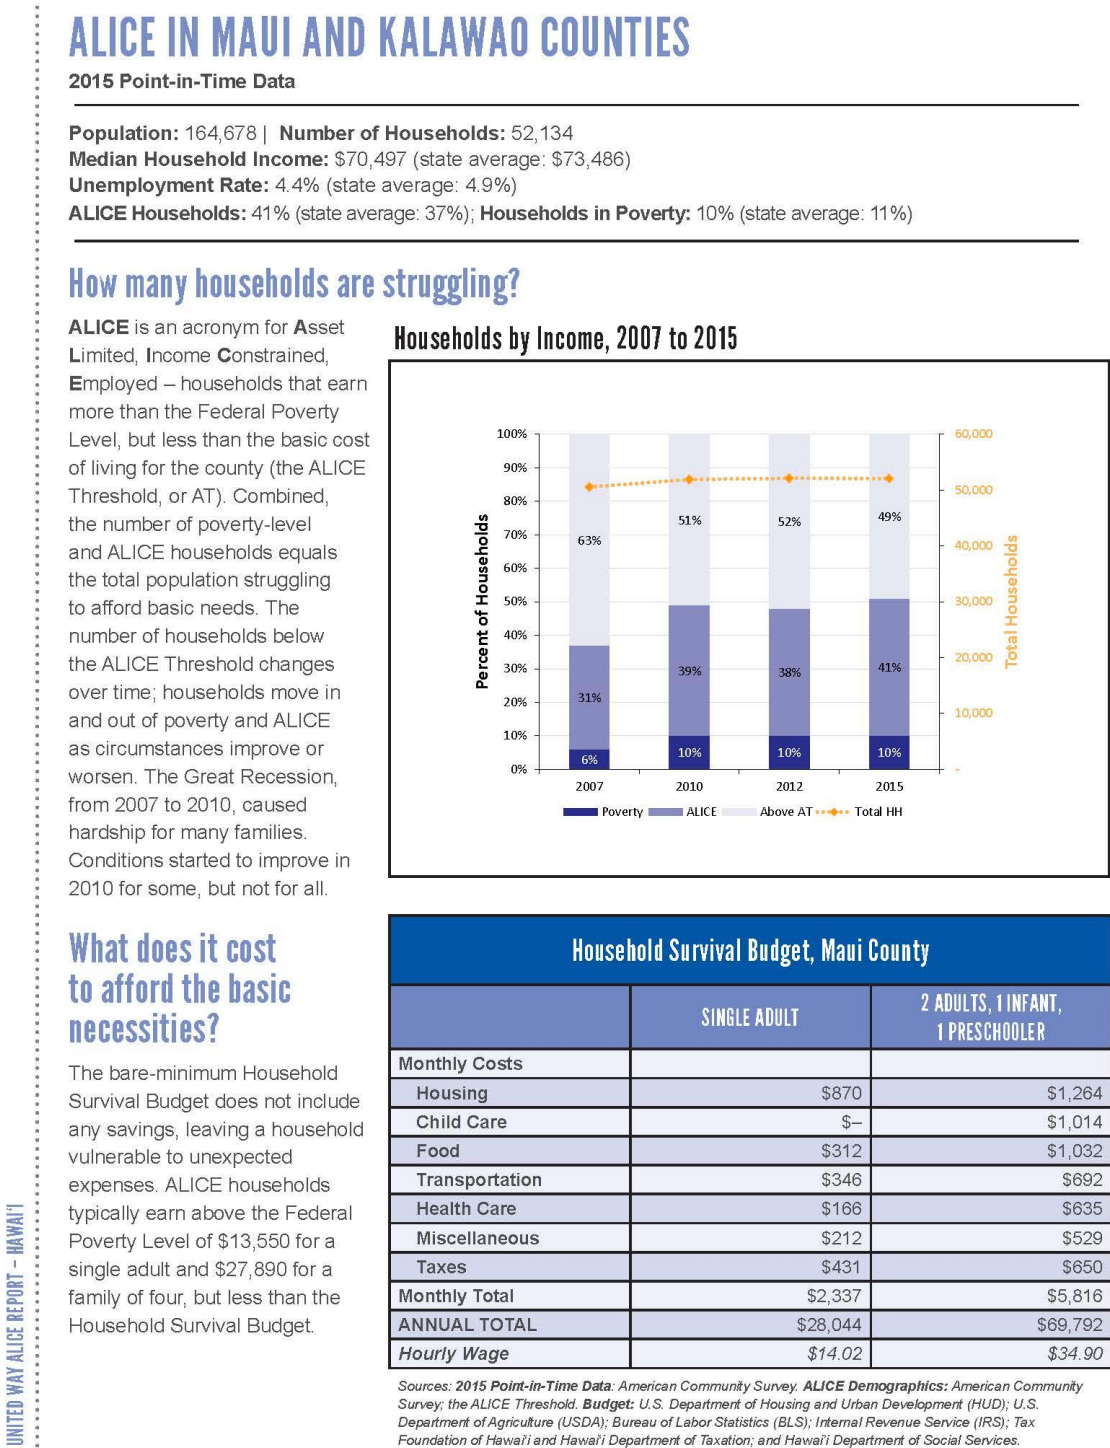 ALICE IN MAUI AND KALAWAO COUNTIES
2015 Point-in-Time Data
Population: 164,678 | Number of Households: 52,134
Median Household Income: $70,497 (state average: $73,486)
Unemployment Rate: 4.4% (state average: 4.9%)
ALICE Households: 41% (state average: 37%); Households in Poverty: 10% (state average: 11%)
How many households are struggling?
ALICE is an acronym for Asset
Limited, Income Constrained,
Employed – households that earn
more than the Federal Poverty
Level, but less than the basic cost
of living for the county (the ALICE
Threshold, or AT). Combined,
the number of poverty-level
and ALICE households equals
the total population struggling
to afford basic needs. The
number of households below
the ALICE Threshold changes
over time; households move in
and out of poverty and ALICE
as circumstances improve or
worsen. The Great Recession,
from 2007 to 2010, caused
hardship for many families.
Conditions started to improve in
2010 for some, but not for all.
Households by Income, 2007 to 2015
Percent of Households
100%
90%
80%
70%
60%
50%
40%
30%
20%
10%
0%
63%
51%
52%
49%
31%
39%
38%
41%
6%
10%
10%
10%
2007 2010 2012 2015
60,000
50,000
40,000
30,000
20,000
10,000
-
Total Households
Poverty ALICE Above AT Total HH
What does it cost
to afford the basic
necessities?
The bare-minimum Household
Survival Budget does not include
any savings, leaving a household
vulnerable to unexpected
expenses. ALICE households
typically earn above the Federal
Poverty Level of $13,550 for a
single adult and $27,890 for a
family of four, but less than the
Household Survival Budget.
Household Survival Budget, Maui County
SINGLE ADULT 2 ADULTS, 1 INFANT,
1 PRESCHOOLER
Monthly Costs
Housing $870 $1,264
Child Care $– $1,014
Food $312 $1,032
Transportation $346 $692
Health Care $166 $635
Miscellaneous $212 $529
Taxes $431 $650
Monthly Total $2,337 $5,816
ANNUAL TOTAL $28,044 $69,792
Hourly Wage $14.02 $34.90
Sources: 2015 Point-in-Time Data: American Community Survey. ALICE Demographics: American Community
Survey; the ALICE Threshold. Budget: U.S. Department of Housing and Urban Development (HUD); U.S.
Department of Agriculture (USDA); Bureau of Labor Statistics (BLS); Internal Revenue Service (IRS); Tax
Foundation of Hawai'i and Hawai'i Department of Taxation; and Hawai'i Department of Social Services.
UNITED WAY ALICE REPORT – HAWAI'I